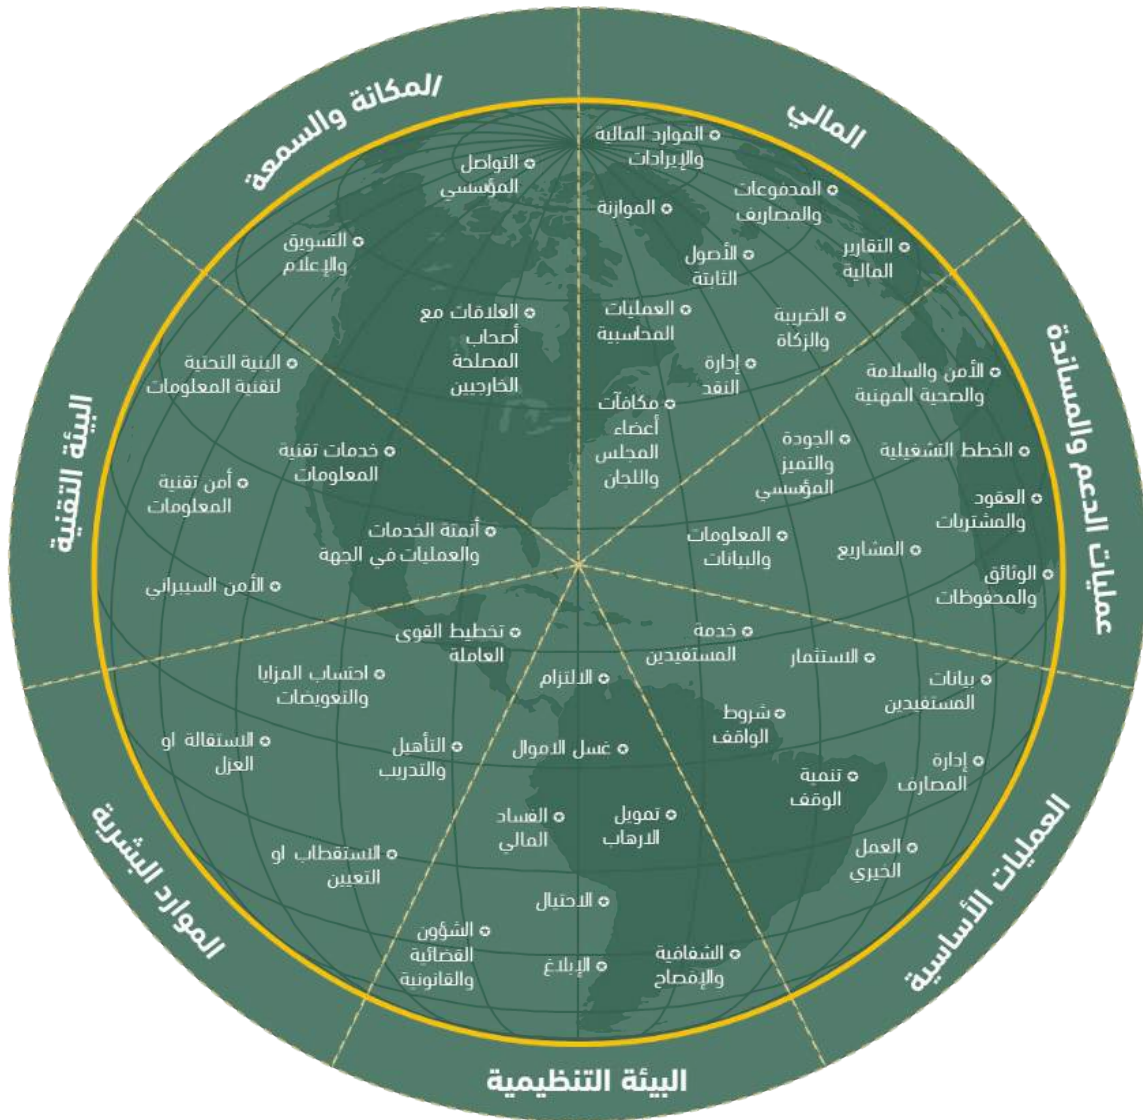 المكانة والسمعة
التواصل
المؤسسي
التسويق
والإعلام
العلاقات مع
أصحاب
المصلحة
الخارجيين
المالي
الموارد المالية
والإيرادات
المدفوعات
والمصاريف
الموازنة
التقارير
المالية
الأصول
الثابتة
العمليات
المحاسبية
الضريبة
والزكاة
إدارة
النقد
مكافآت
أعضاء
المجلس
واللجان
عمليات الدعم والمساندة
الأمن والسلامة
والصحية المهنية
الجودة
والتميز
المؤسسي
الخطط التشغيلية
العقود
والمشتريات
المعلومات
والبيانات
المشاريع
الوثائق
والمحفوظات
العمليات الأساسية
خدمة
المستفيدين
الاستثمار
بيانات
المستفيدين
شروط
الواقف
تنمية
الوقف
إدارة
المصارف
العمل
الخيري
البيئة التنظيمية
الالتزام
غسل الاموال
الفساد
المالي
تمويل
الارهاب
الاحتيال
الشؤون
القضائية
والقانونية
الإبلاغ
الشفافية
والإفصاح
الموارد البشرية
تخطيط القوى
العاملة
احتساب المزايا
والتعويضات
الاستقالة او
العزل
التأهيل
والتدريب
الاستقطاب او
التعيين
البيئة التقنية
البنية التحتية
لتقنية المعلومات
خدمات تقنية
المعلومات
أمن تقنية
المعلومات
أتمتة الخدمات
والعمليات في الجهة
الأمن السيبراني